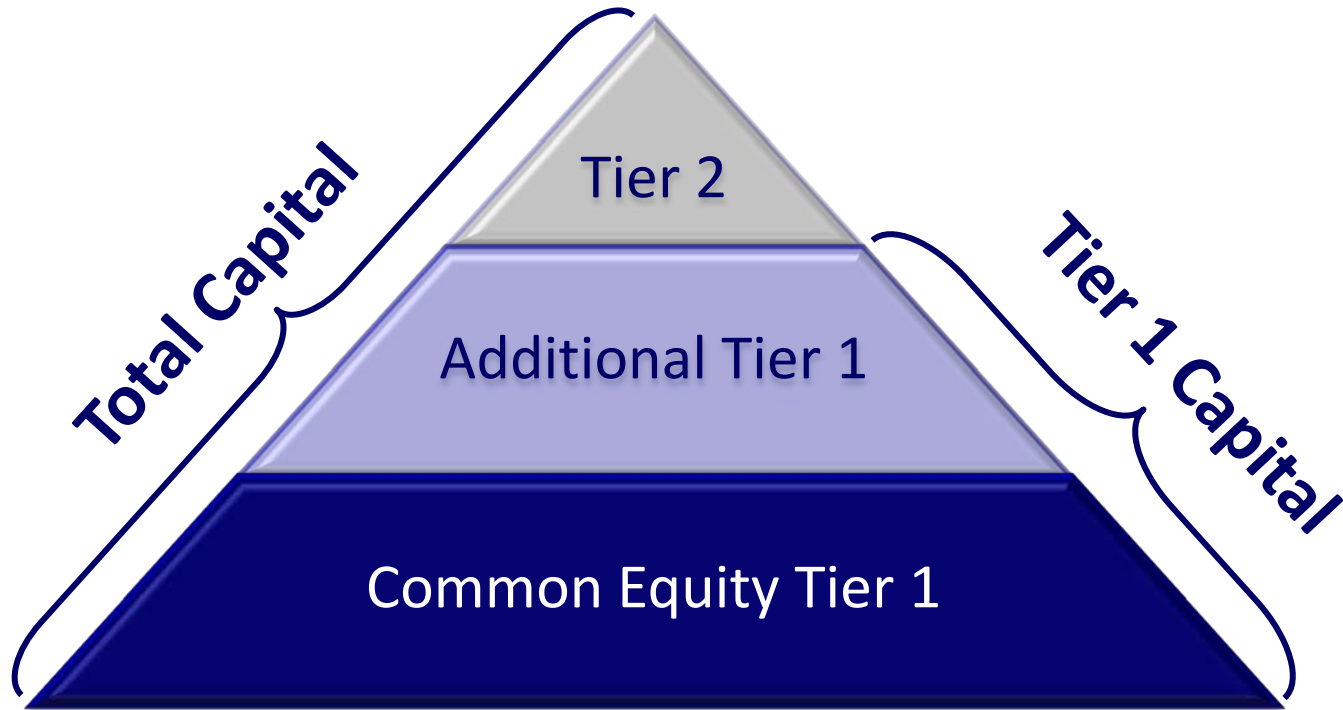 Total Capital
Tier 2
Tier 1 Capital
Additional Tier 1
Common Equity Tier 1